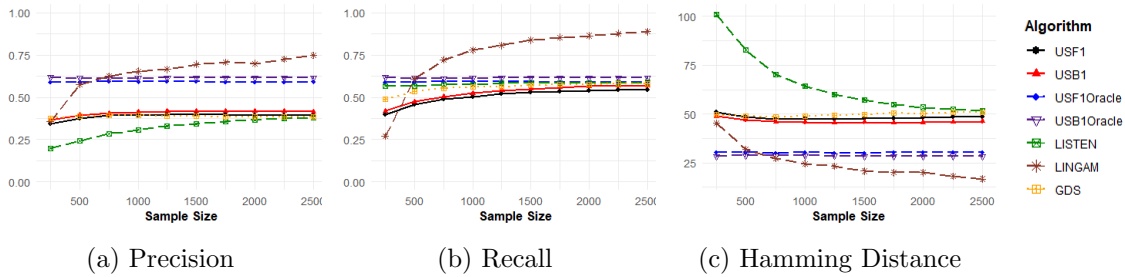 1.00
0.75
0.50
0.25
0.00
500 1000 1500 2000 2500
Sample Size
(a) Precision
1.00
0.75
0.50
0.25
0.00
500 1000 1500 2000 2500
Sample Size
(b) Recall
100
75
50
25
500 1000 1500 2000 2500
Sample Size
(c) Hamming Distance
Algorithm
USF1
USB1
USF1Oracle
USB1Oracle
LISTEN
LINGAM
GDS